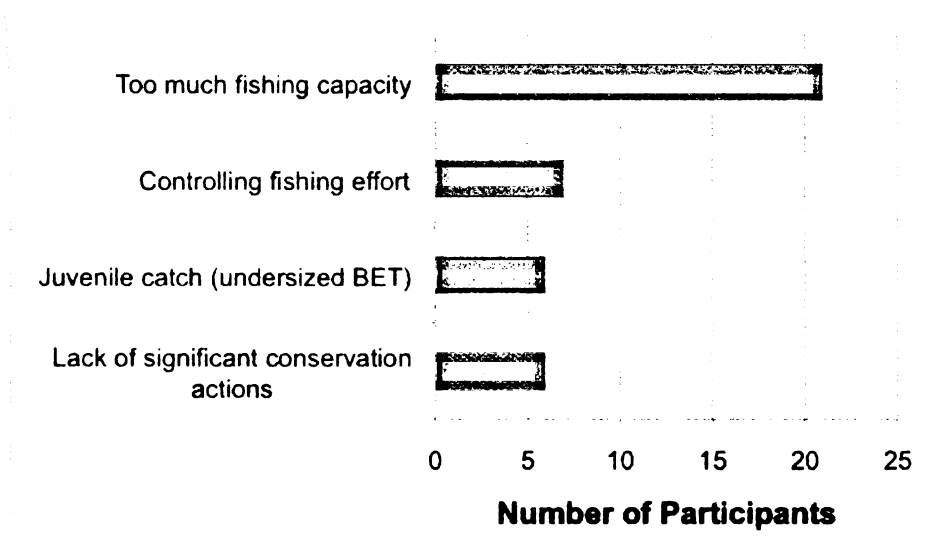 Too much fishing capacity
Controlling fishing effort
Juvenile catch (undersized BET)
Lack of significant conservation
actions
0 5 10 15 20 25
Number of Participants